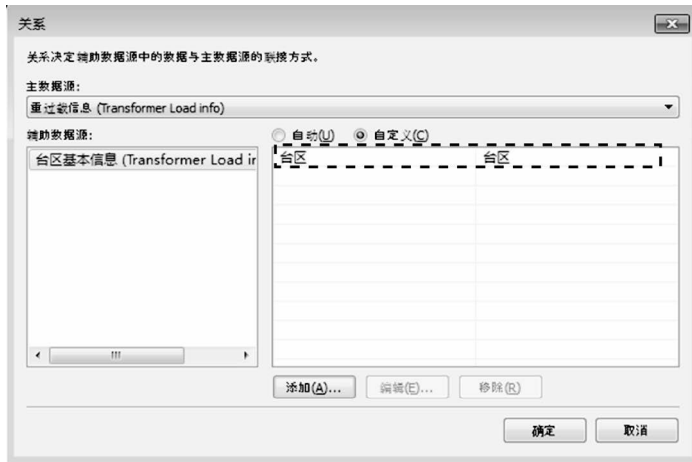 关系
关系决定辅助数据源中的数据与主数据源的联接方式。
主数据源:
重过载信息 (Transformer Load info)
辅助数据源:
自动(U) 自定义(C)
台区基本信息 (Transformer Load in
台区 台区
添加(A)... 编辑(E)... 移除(R)
确定 取消